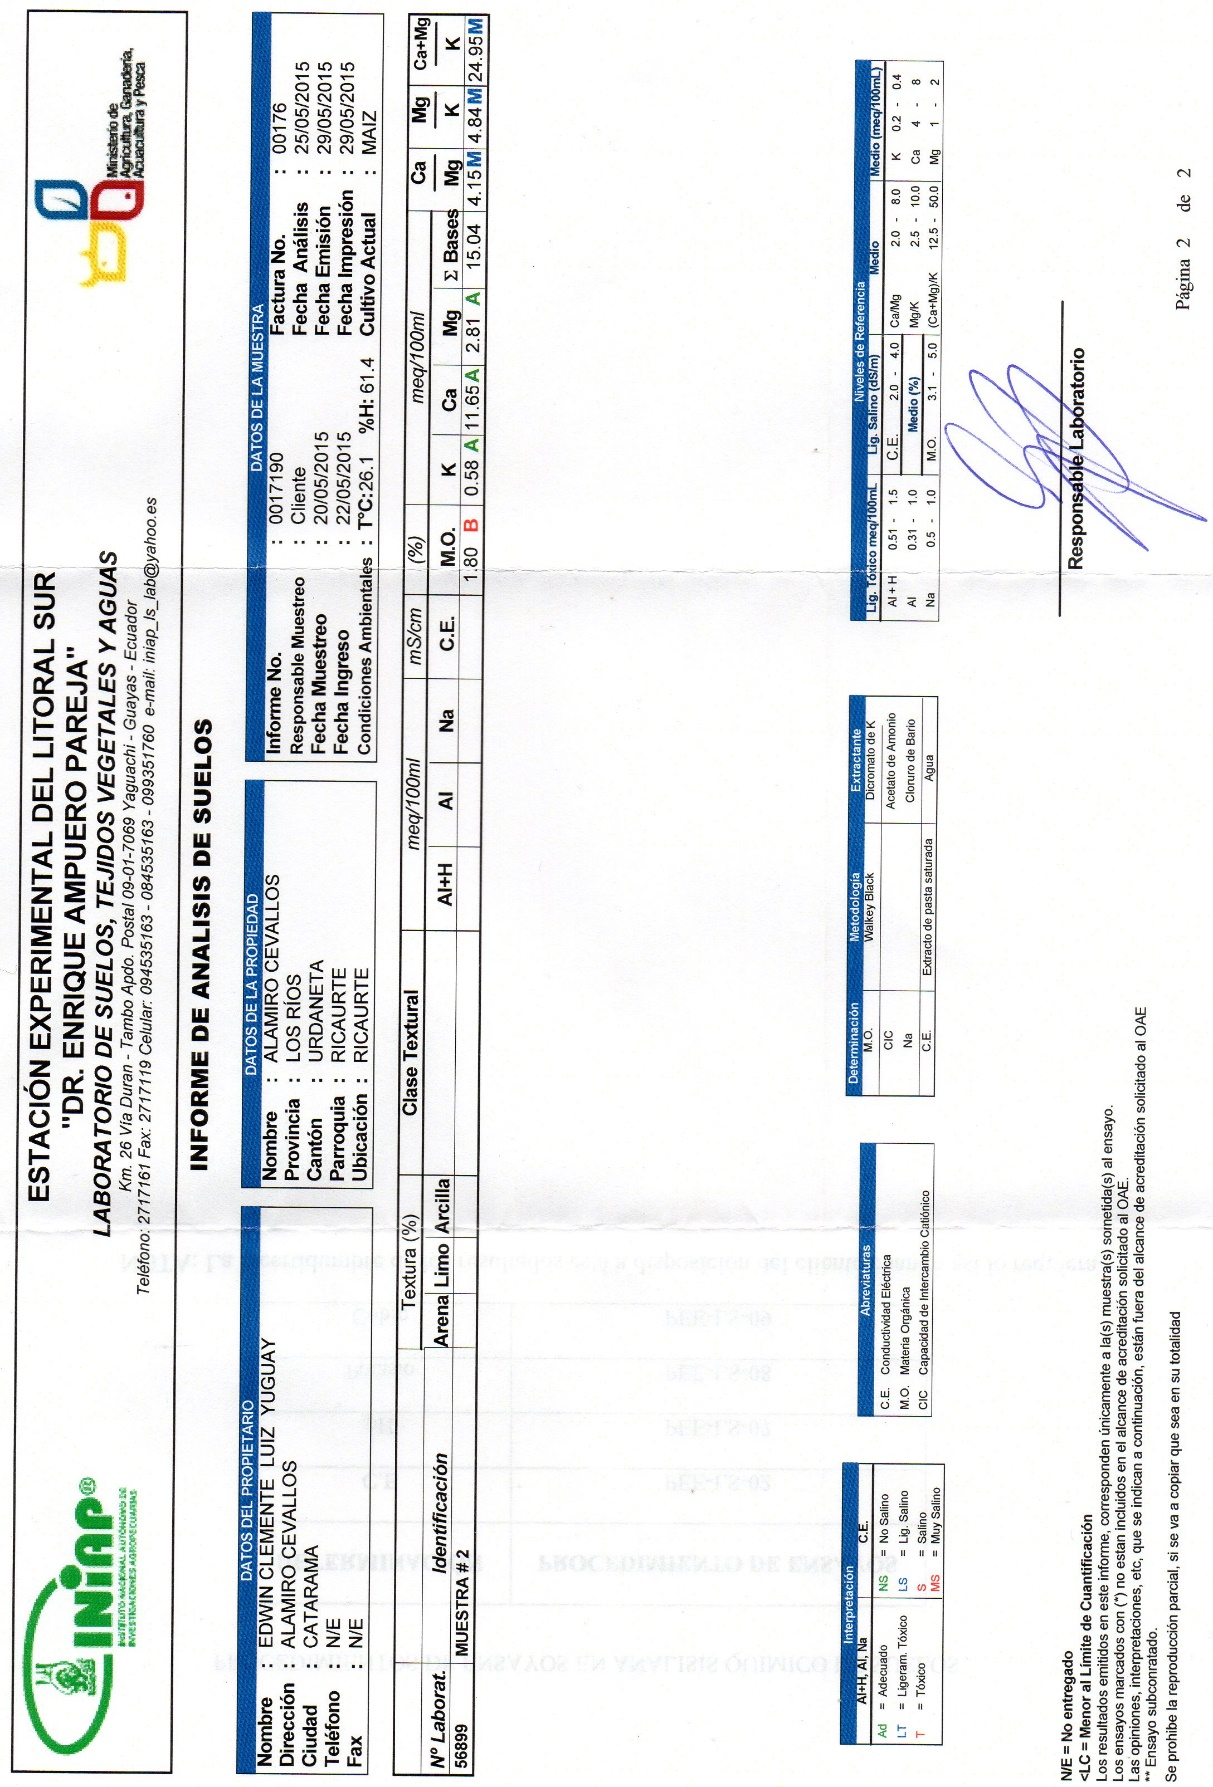 INIAP®
INSTITUTO NACIONAL AUTÓNOMO DE
INVESTIGACIONES AGROPECUARIAS
ESTACIÓN EXPERIMENTAL DEL LITORAL SUR
"DR. ENRIQUE AMPUERO PAREJA"
LABORATORIO DE SUELOS, TEJIDOS VEGETALES Y AGUAS
Km. 26 Vía Duran - Tambo Apdo. Postal 09-01-7069 Yaguachi - Guayas - Ecuador
Teléfono: 2717161 Fax: 2717119 Celular: 094535163 - 084535163 - 099351760 e-mail: iniap_ls_lab@yahoo.es
Ministerio de
Agricultura, Ganadería,
Acuacultura y Pesca
INFORME DE ANALISIS DE SUELOS
DATOS DEL PROPIETARIO
Nombre : EDWIN CLEMENTE LUIZ YUGUAY
Dirección : ALAMIRO CEVALLOS
Ciudad : CATARAMA
Teléfono : N/E
Fax : N/E
DATOS DE LA PROPIEDAD
Nombre : ALAMIRO CEVALLOS
Provincia : LOS RÍOS
Cantón : URDANETA
Parroquia : RICAURTE
Ubicación : RICAURTE
DATOS DE LA MUESTRA
Informe No. : 0017190 Factura No. : 00176
Responsable Muestreo : Cliente Fecha Análisis : 25/05/2015
Fecha Muestreo : 20/05/2015 Fecha Emisión : 29/05/2015
Fecha Ingreso : 22/05/2015 Fecha Impresión : 29/05/2015
Condiciones Ambientales : T°C:26.1 %H: 61.4 Cultivo Actual : MAIZ
Textura (%) Clase Textural meq/100ml mS/cm (%) meq/100ml Ca Mg Ca+Mg
Nº Laborat. Identificación Arena Limo Arcilla Al+H Al Na C.E. M.O. K Ca Mg Σ Bases Mg K K
56899 MUESTRA # 2 1.80 B 0.58 A 11.65 A 2.81 A 15.04 4.15 M 4.84 M 24.95 M
Interpretación
Al+H, Al, Na C.E.
Ad = Adecuado NS = No Salino
LT = Ligeram. Tóxico LS = Lig. Salino
T = Tóxico S = Salino
MS = Muy Salino
Abreviaturas
C.E. Conductividad Eléctrica
M.O. Materia Orgánica
CIC Capacidad de Intercambio Catiónico
Determinación Metodología Extractante
M.O. Walkey Black Dicromato de K
CIC Acetato de Amonio
Na Cloruro de Bario
C.E. Extracto de pasta saturada Agua
Niveles de Referencia
Lig. Tóxico meq/100mL Lig. Salino (dS/m) Medio Medio (meq/100mL)
Al + H 0.51 - 1.5 C.E. 2.0 - 4.0 Ca/Mg 2.0 - 8.0 K 0.2 - 0.4
Al 0.31 - 1.0 Medio (%) Mg/K 2.5 - 10.0 Ca 4 - 8
Na 0.5 - 1.0 M.O. 3.1 - 5.0 (Ca+Mg)/K 12.5 - 50.0 Mg 1 - 2
N/E = No entregado
<LC = Menor al Límite de Cuantificación
Los resultados emitidos en este informe, corresponden únicamente a la(s) muestra(s) sometida(s) al ensayo.
Los ensayos marcados con (*) no estan incluidos en el alcance de acreditación solicitado al OAE.
Las opiniones, interpretaciones, etc, que se indican a continuación, están fuera del alcance de acreditación solicitado al OAE
** Ensayo subconratado.
Se prohibe la reproducción parcial, si se va a copiar que sea en su totalidad
Responsable Laboratorio
Página 2 de 2